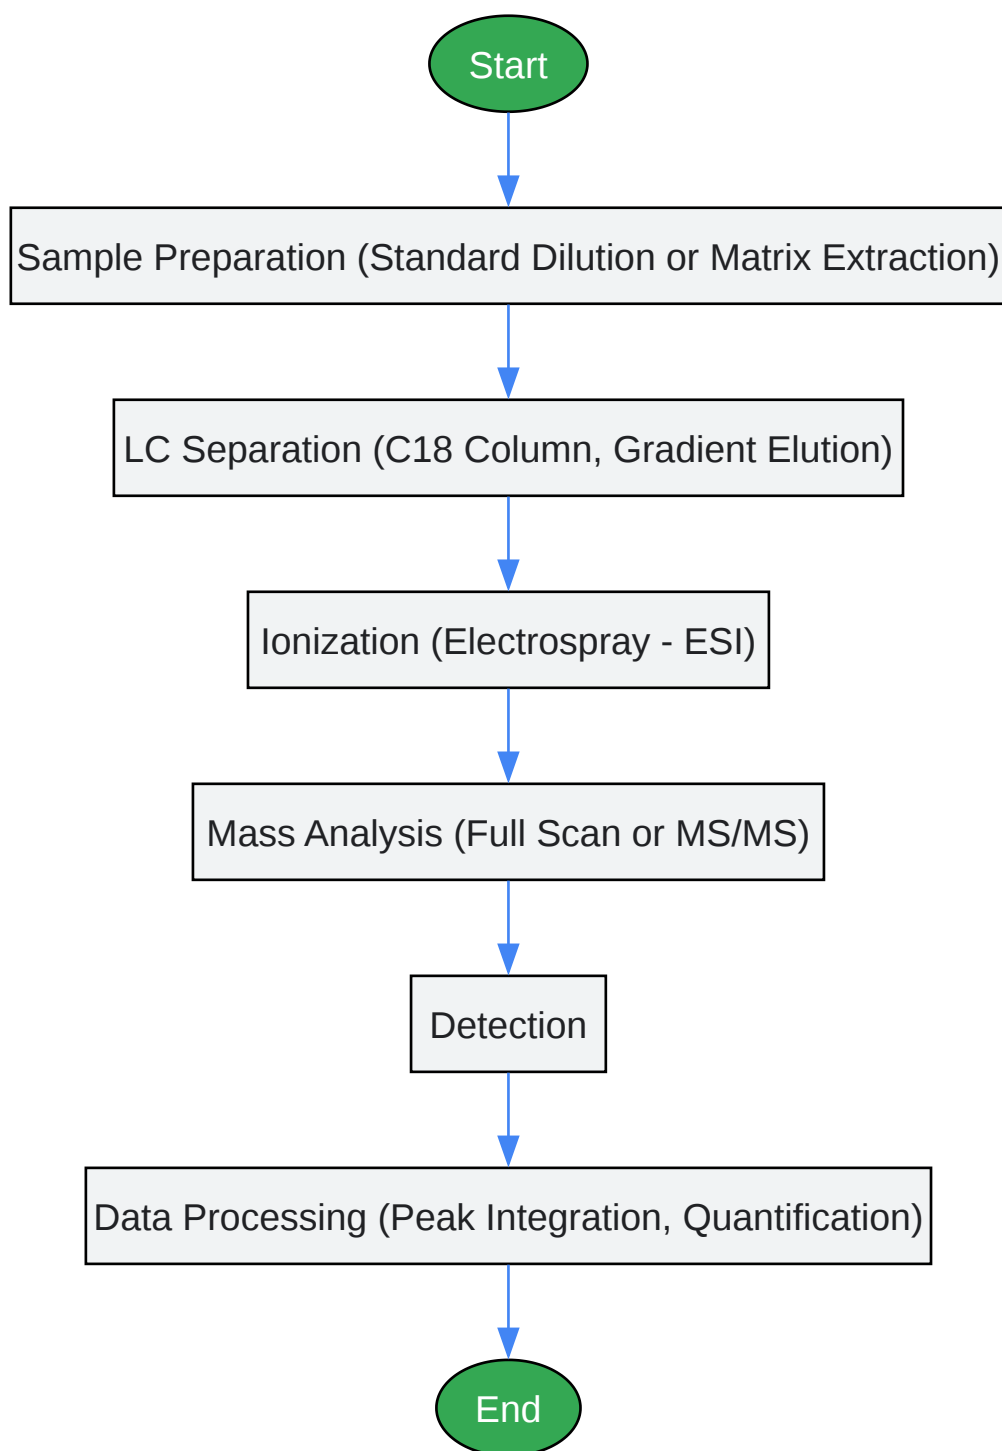 Start
Sample Preparation (Standard Dilution or Matrix Extraction)
LC Separation (C18 Column, Gradient Elution)
Ionization (Electrospray - ESI)
Mass Analysis (Full Scan or MS/MS)
Detection
Data Processing (Peak Integration, Quantification)
End